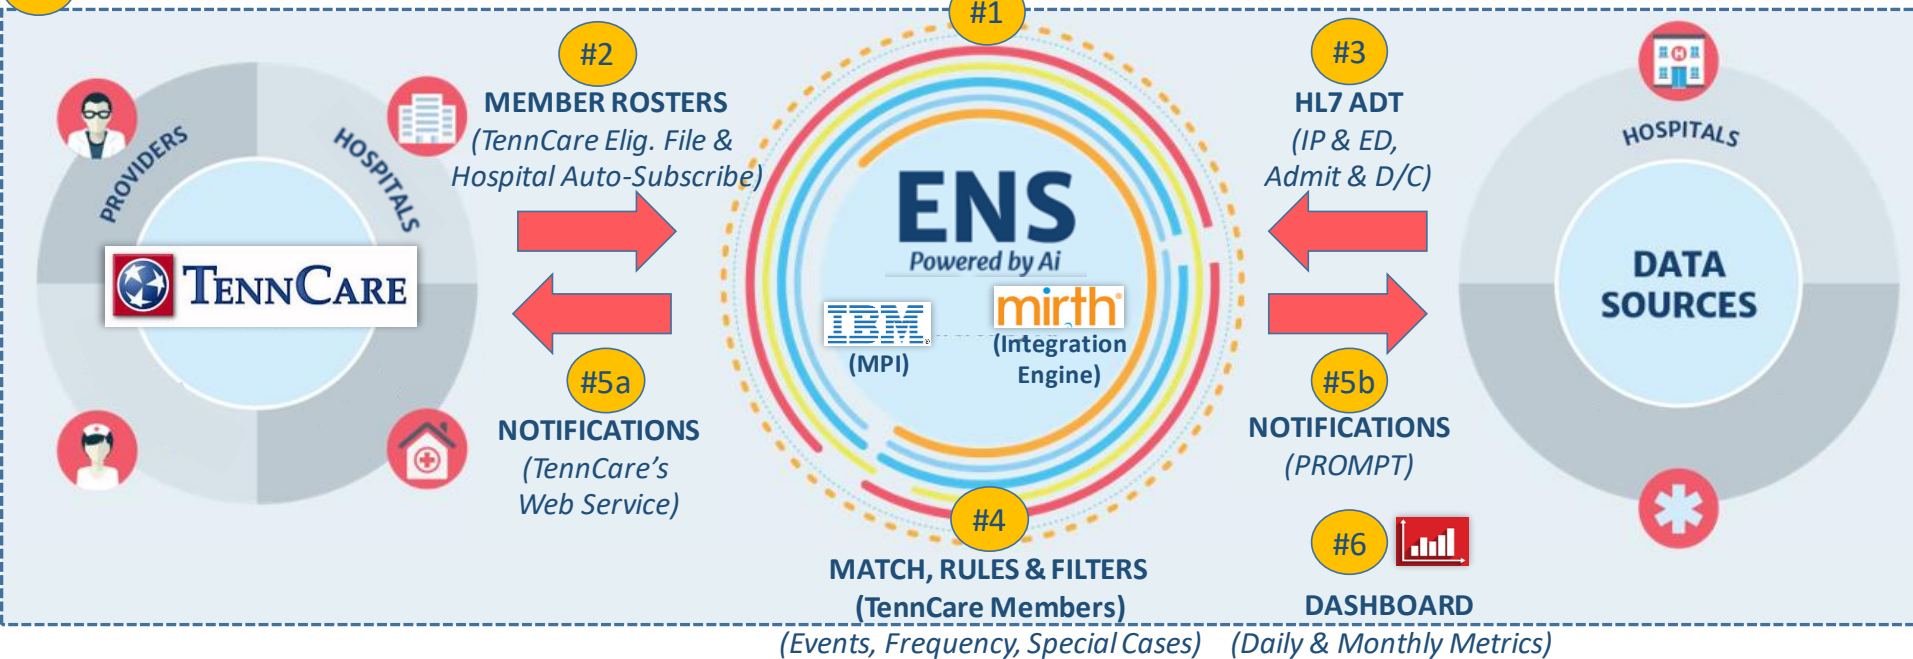 #1
#2
MEMBER ROSTERS
(TennCare Elig. File &
Hospital Auto-Subscribe)
#3
HL7 ADT
(IP & ED,
Admit & D/C)
PROVIDERS
HOSPITALS
TENNCARE
ENS
Powered by Ai
IBM
(MPI)
mirth
(Integration
Engine)
HOSPITALS
DATA
SOURCES
#5a
NOTIFICATIONS
(TennCare's
Web Service)
#5b
NOTIFICATIONS
(PROMPT)
#4
MATCH, RULES & FILTERS
(TennCare Members)
(Events, Frequency, Special Cases)
#6
DASHBOARD
(Daily & Monthly Metrics)